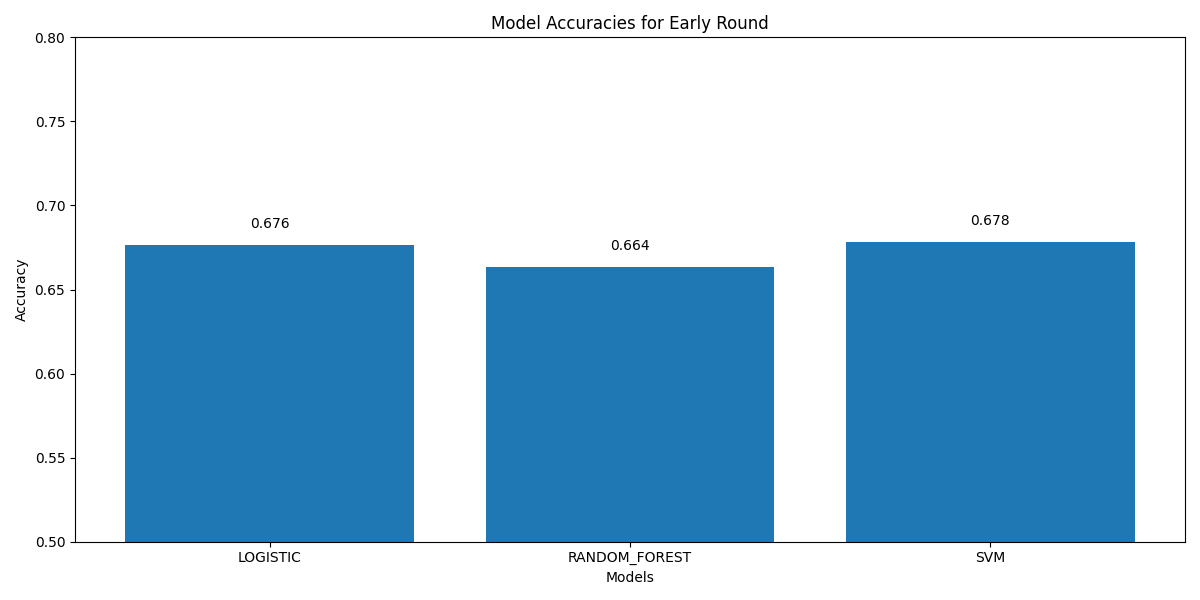 Model Accuracies for Early Round
0.80
0.75
0.70
0.65
0.60
0.55
0.50
Accuracy
0.676
0.664
0.678
LOGISTIC
RANDOM_FOREST
SVM
Models